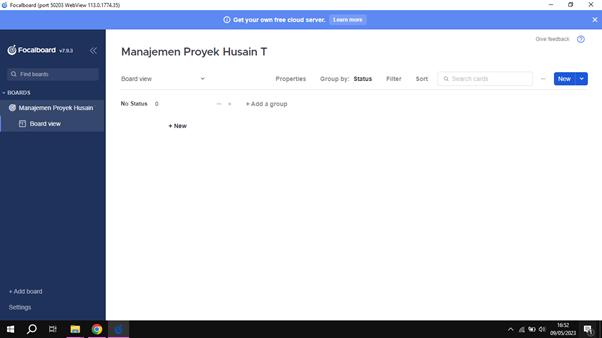 Focalboard (port 50203 WebView 113.0.1774.35)
Get your own free cloud server. Learn more
Give feedback
Focalboard v7.9.3
Manajemen Proyek Husain T
Find boards
Board view
Properties Group by: Status Filter Sort Search cards New
BOARDS
No Status 0 + Add a group
Manajemen Proyek Husain
Board view
+ New
+ Add board
Settings
16:52
09/05/2023